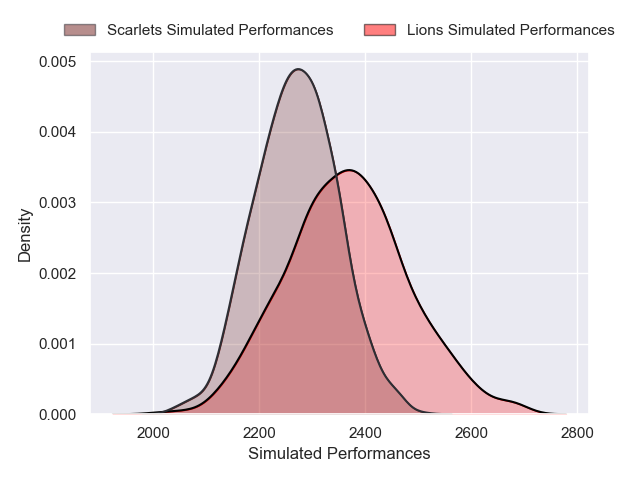 Scarlets Simulated Performances
Lions Simulated Performances
0.005
0.004
0.003
0.002
0.001
0.000
Density
2000
2200
2400
2600
2800
Simulated Performances